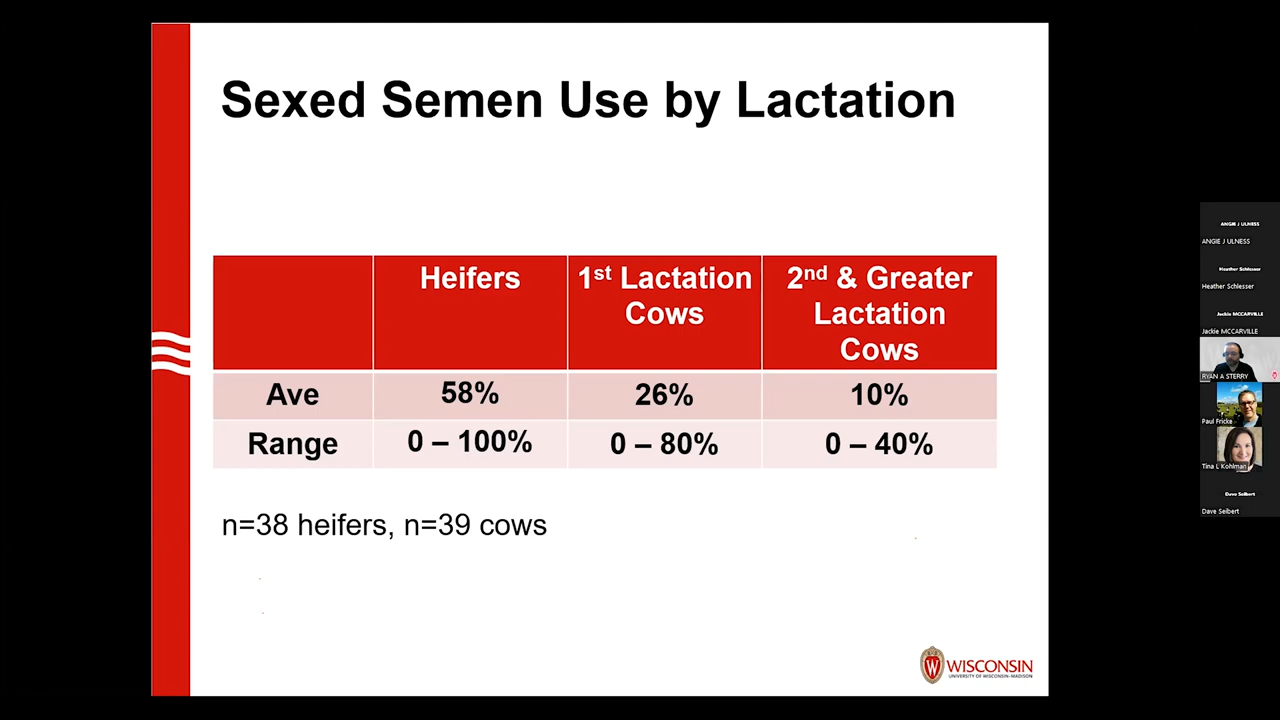 Sexed Semen Use by Lactation
Heifers
1st Lactation
Cows
2nd & Greater
Lactation
Cows
Ave
58%
26%
10%
Range
0 – 100%
0 – 80%
0 – 40%
n=38 heifers, n=39 cows
W
WISCONSIN
UNIVERSITY OF WISCONSIN–MADISON
ANGIE J ULNESS
ANGIE J ULNESS
Heather Schlesser
Heather Schlesser
Jackie MCCARVILLE
Jackie MCCARVILLE
RYAN A STERRY
Paul Fricke
Tina L Kohlman
Dave Seibert
Dave Seibert